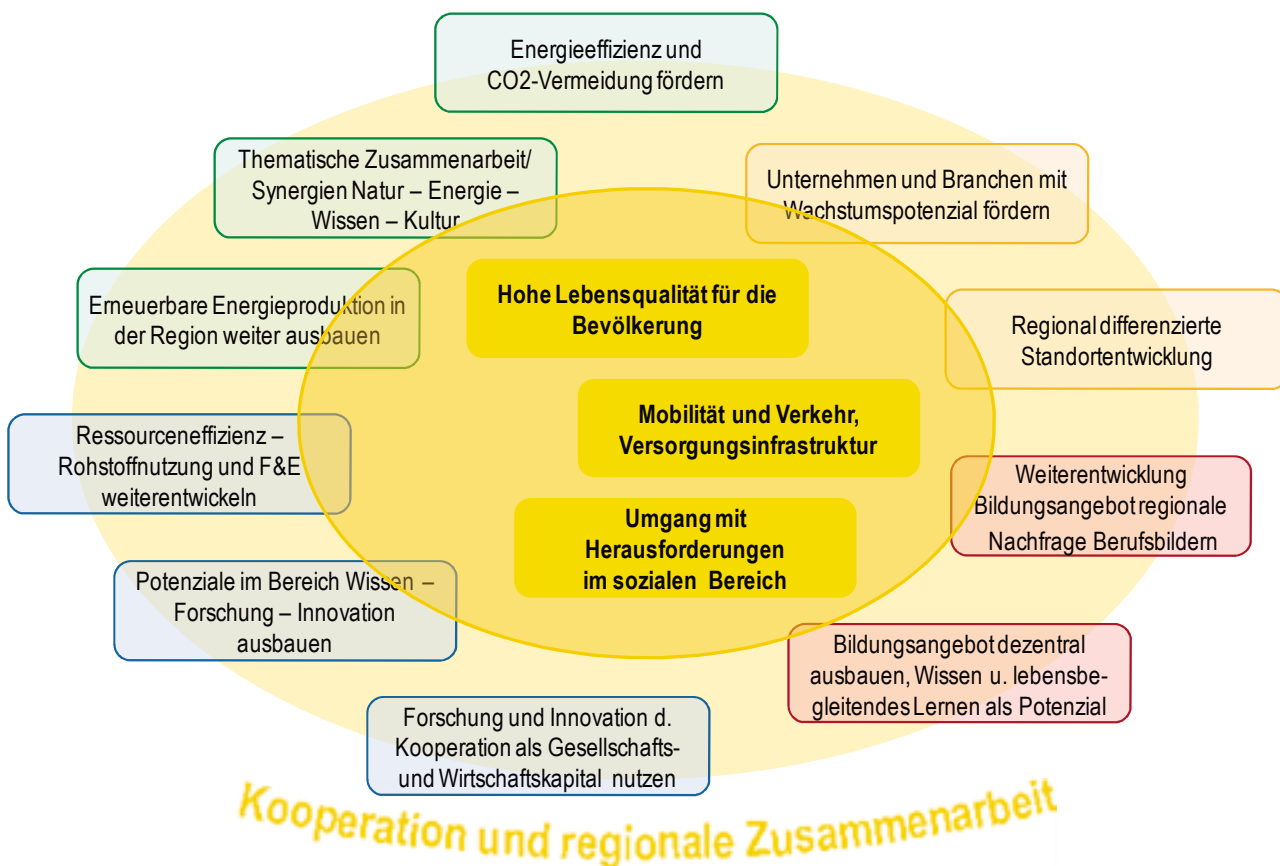 Energieeffizienz und
CO2-Vermeidung fördern
Thematische Zusammenarbeit/
Synergien Natur – Energie –
Wissen – Kultur
Unternehmen und Branchen mit
Wachstumspotenzial fördern
Hohe Lebensqualität für die
Bevölkerung
Erneuerbare Energieproduktion in
der Region weiter ausbauen
Regional differenzierte
Standortentwicklung
Mobilität und Verkehr,
Versorgungsinfrastruktur
Ressourceneffizienz –
Rohstoffnutzung und F&E
weiterentwickeln
Weiterentwicklung
Bildungsangebot regionale
Nachfrage Berufsbildern
Umgang mit
Herausforderungen
im sozialen Bereich
Potenziale im Bereich Wissen –
Forschung – Innovation
ausbauen
Bildungsangebot dezentral
ausbauen, Wissen u. lebensbe-
gleitendes Lernen als Potenzial
Forschung und Innovation d.
Kooperation als Gesellschafts-
und Wirtschaftskapital nutzen
Kooperation und regionale Zusammenarbeit